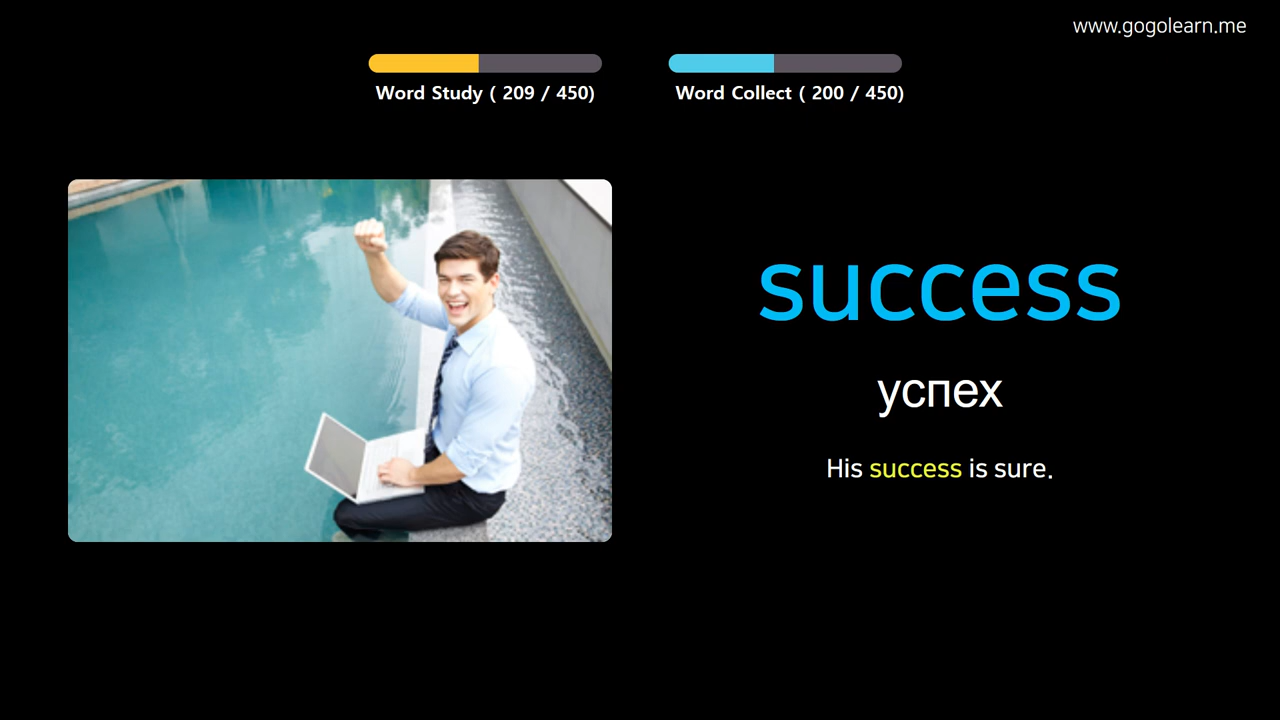 www.gogolearn.me
Word Study ( 209 / 450)
Word Collect ( 200 / 450)
success
успех
His success is sure.